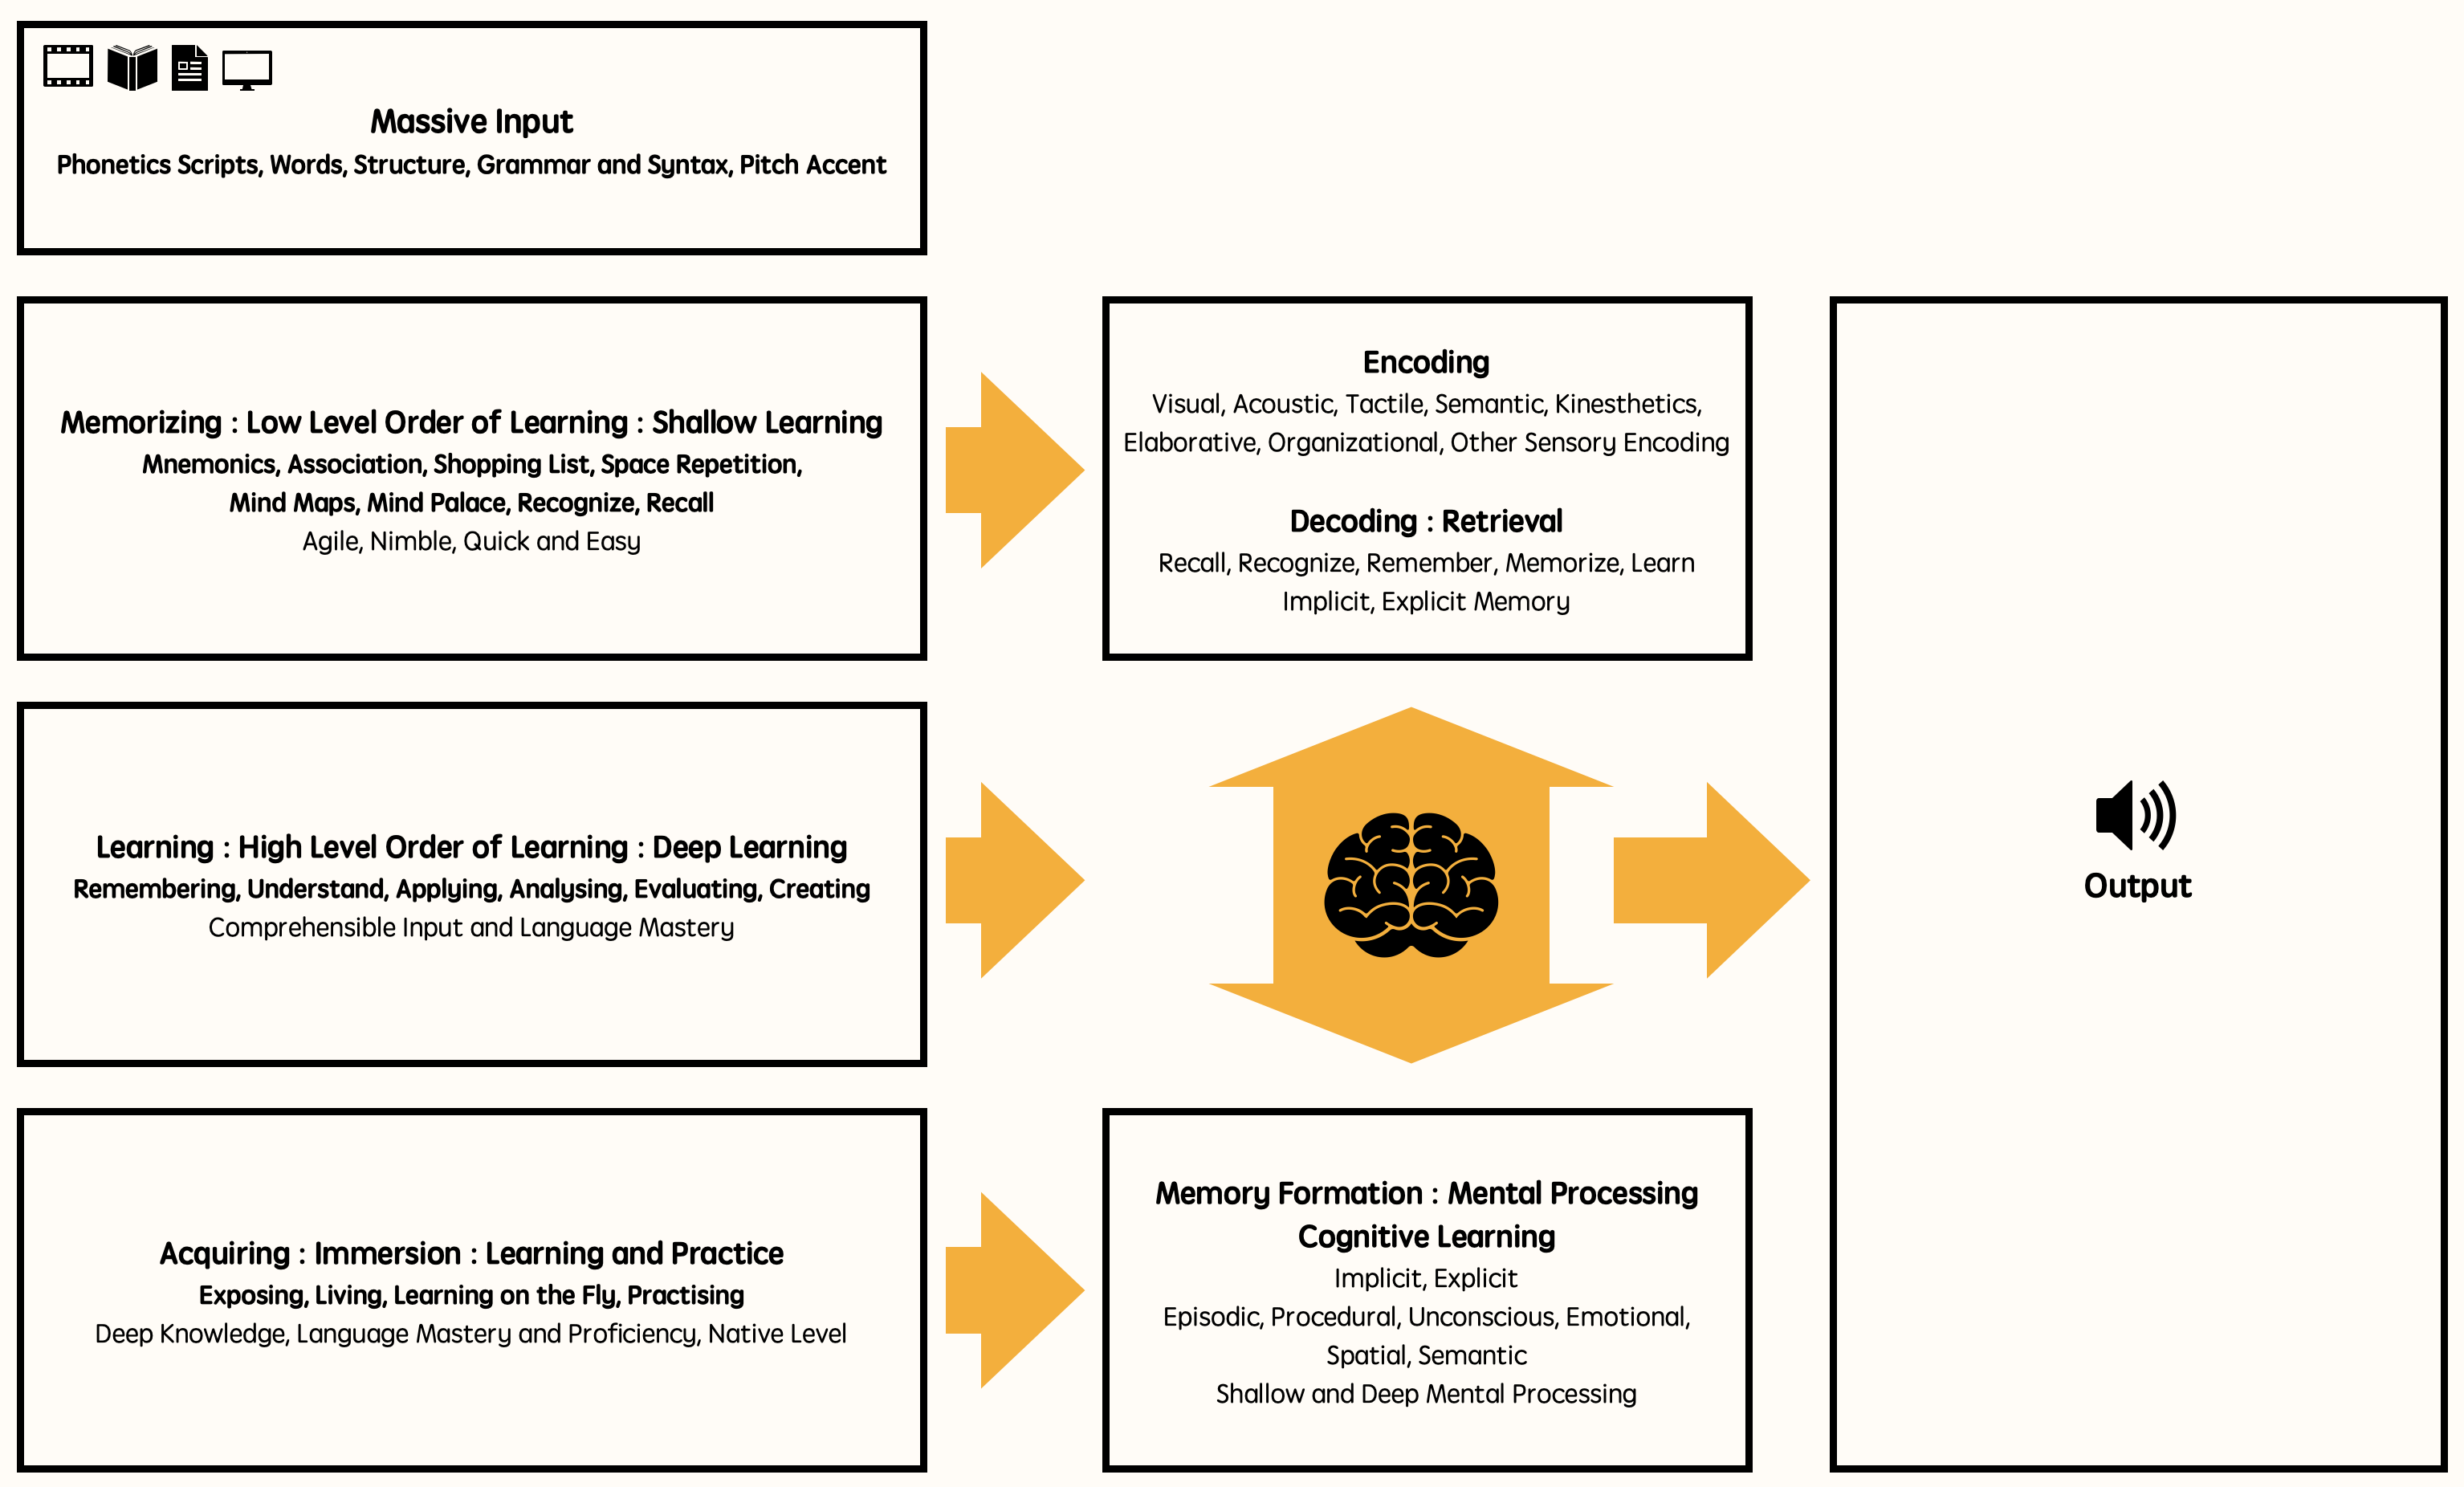 Massive Input
Phonetics Scripts, Words, Structure, Grammar and Syntax, Pitch Accent
Memorizing : Low Level Order of Learning : Shallow Learning
Mnemonics, Association, Shopping List, Space Repetition,
Mind Maps, Mind Palace, Recognize, Recall
Agile, Nimble, Quick and Easy
Encoding
Visual, Acoustic, Tactile, Semantic, Kinesthetics,
Elaborative, Organizational, Other Sensory Encoding
Decoding : Retrieval
Recall, Recognize, Remember, Memorize, Learn
Implicit, Explicit Memory
Learning : High Level Order of Learning : Deep Learning
Remembering, Understand, Applying, Analysing, Evaluating, Creating
Comprehensible Input and Language Mastery
Output
Acquiring : Immersion : Learning and Practice
Exposing, Living, Learning on the Fly, Practising
Deep Knowledge, Language Mastery and Proficiency, Native Level
Memory Formation : Mental Processing
Cognitive Learning
Implicit, Explicit
Episodic, Procedural, Unconscious, Emotional,
Spatial, Semantic
Shallow and Deep Mental Processing